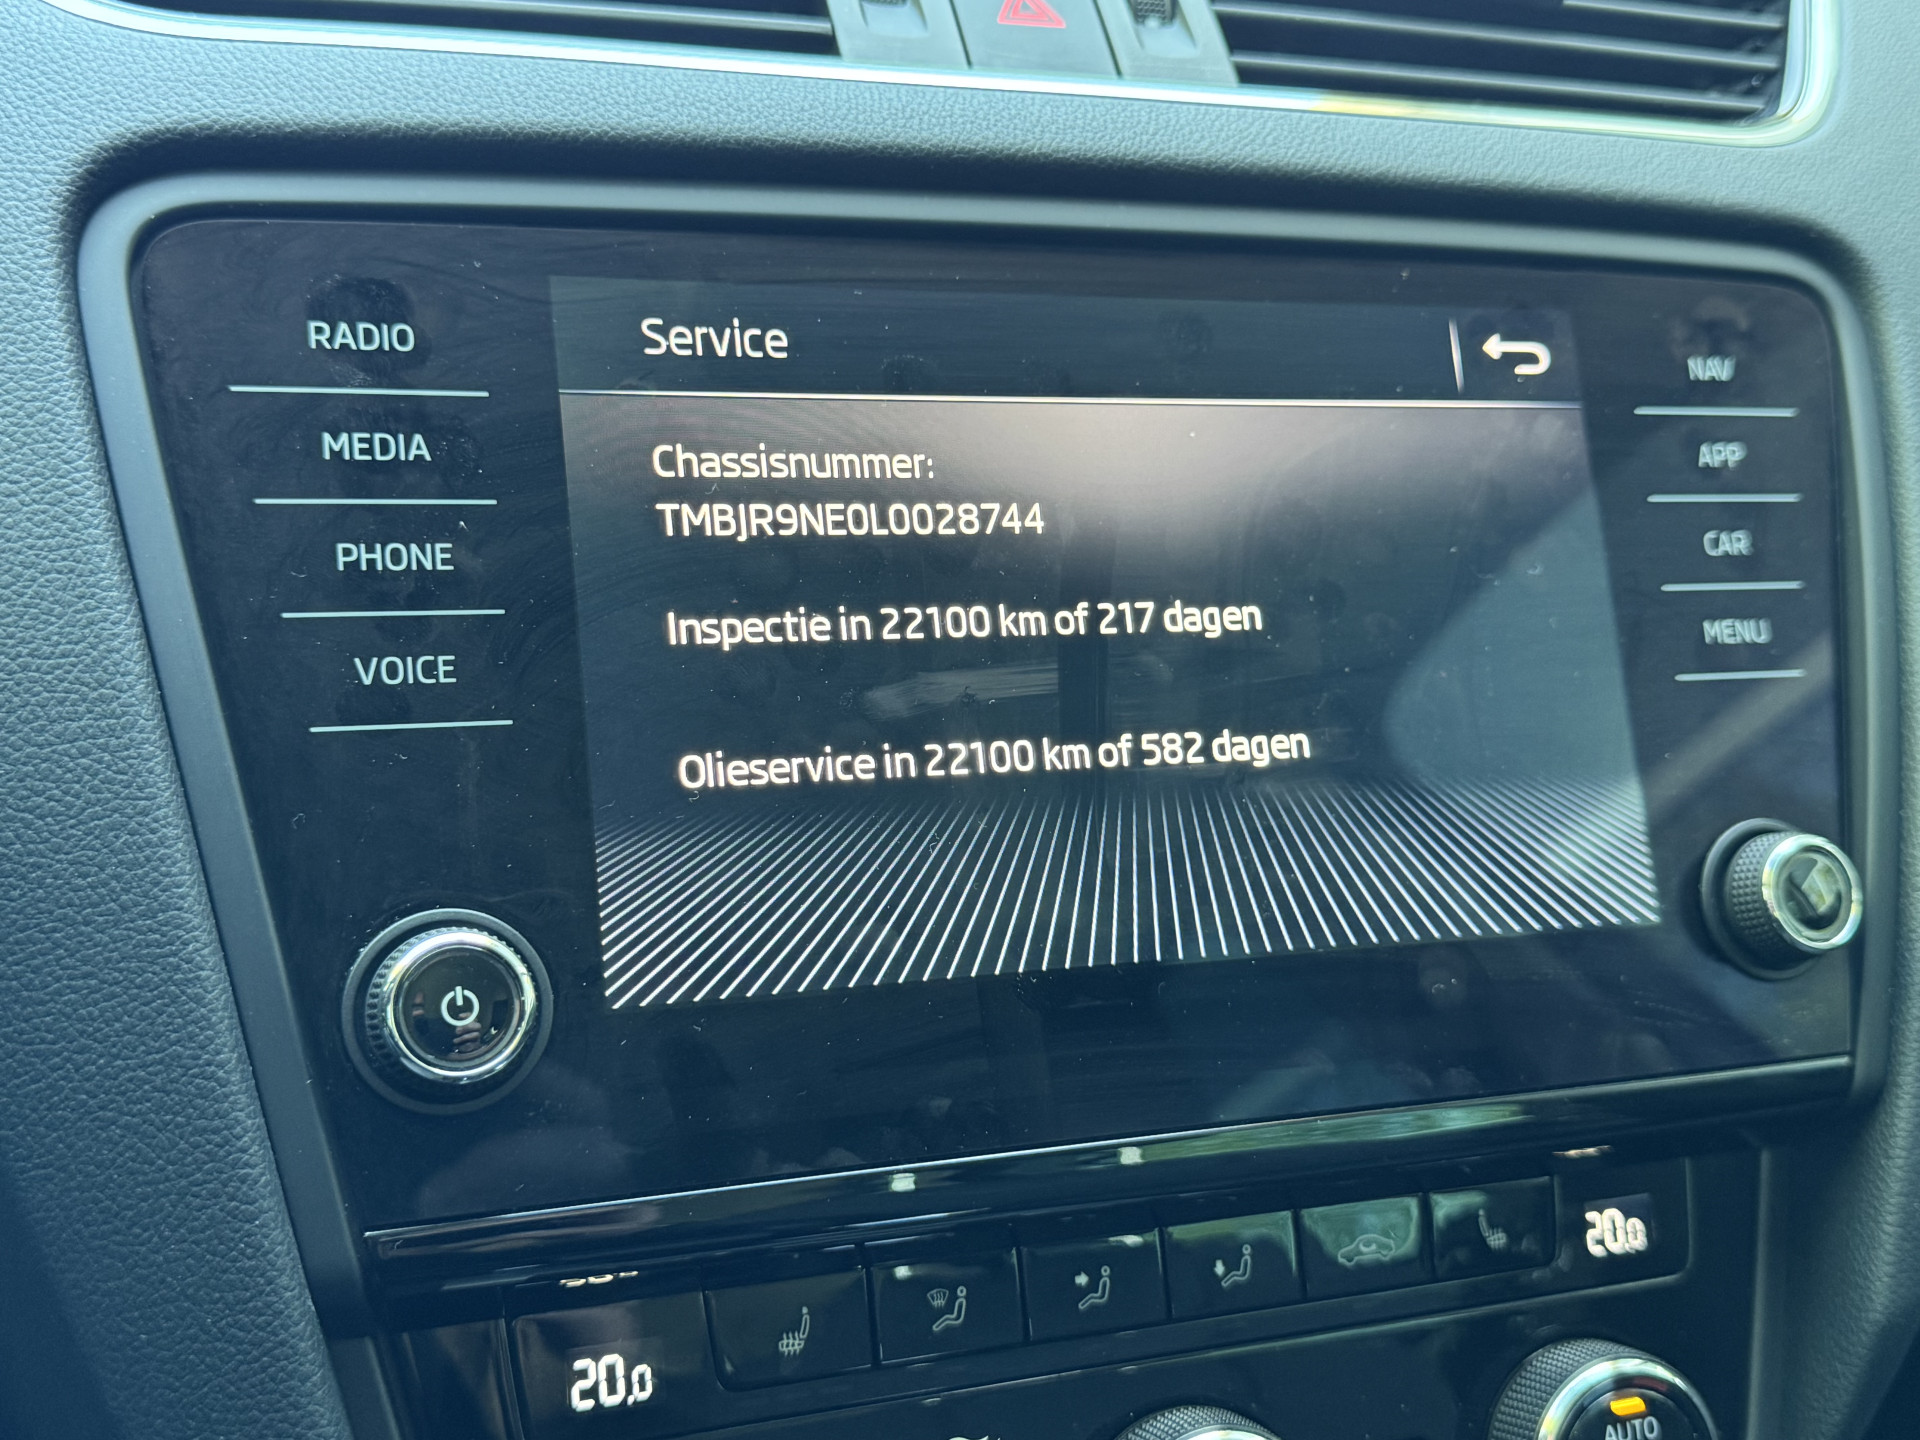 RADIO
MEDIA
PHONE
VOICE
Service
Chassisnummer:
TMBJR9NE0L0028744
Inspectie in 22100 km of 217 dagen
Olieservice in 22100 km of 582 dagen
NAV
APP
CAR
MENU
20,0
20,0
AUTO